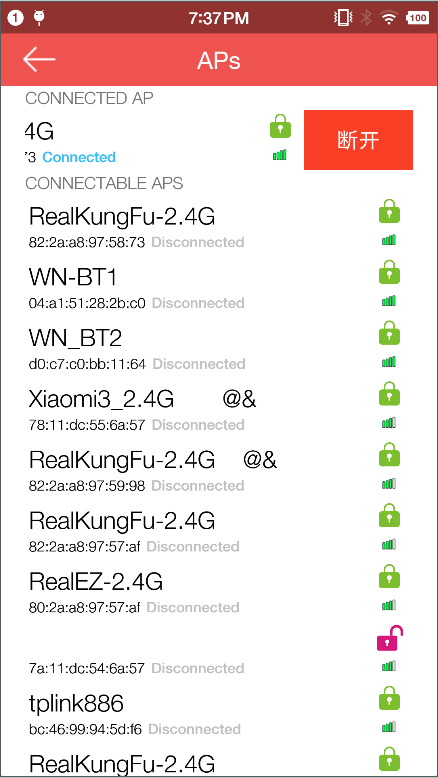 1 7:37PM 100
APs
CONNECTED AP
4G
73 Connected
断开
CONNECTABLE APS
RealKungFu-2.4G
82:2a:a8:97:58:73 Disconnected
WN-BT1
04:a1:51:28:2b:c0 Disconnected
WN_BT2
d0:c7:c0:bb:11:64 Disconnected
Xiaomi3_2.4G @&
78:11:dc:55:6a:57 Disconnected
RealKungFu-2.4G @&
82:2a:a8:97:59:98 Disconnected
RealKungFu-2.4G
82:2a:a8:97:57:af Disconnected
RealEZ-2.4G
80:2a:a8:97:57:af Disconnected
7a:11:dc:54:6a:57 Disconnected
tplink886
bc:46:99:94:5d:f6 Disconnected
RealKungFu-2.4G